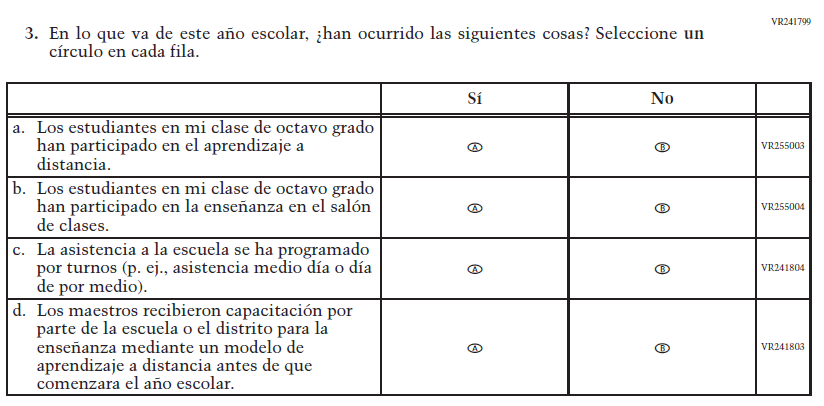 VR241799
3. En lo que va de este año escolar, ¿han ocurrido las siguientes cosas? Seleccione un
círculo en cada fila.
Sí No
a. Los estudiantes en mi clase de octavo grado
han participado en el aprendizaje a
distancia.
A B VR255003
b. Los estudiantes en mi clase de octavo grado
han participado en la enseñanza en el salón
de clases.
A B VR255004
c. La asistencia a la escuela se ha programado
por turnos (p. ej., asistencia medio día o día
de por medio).
A B VR241804
d. Los maestros recibieron capacitación por
parte de la escuela o el distrito para la
enseñanza mediante un modelo de
aprendizaje a distancia antes de que
comenzara el año escolar.
A B VR241803